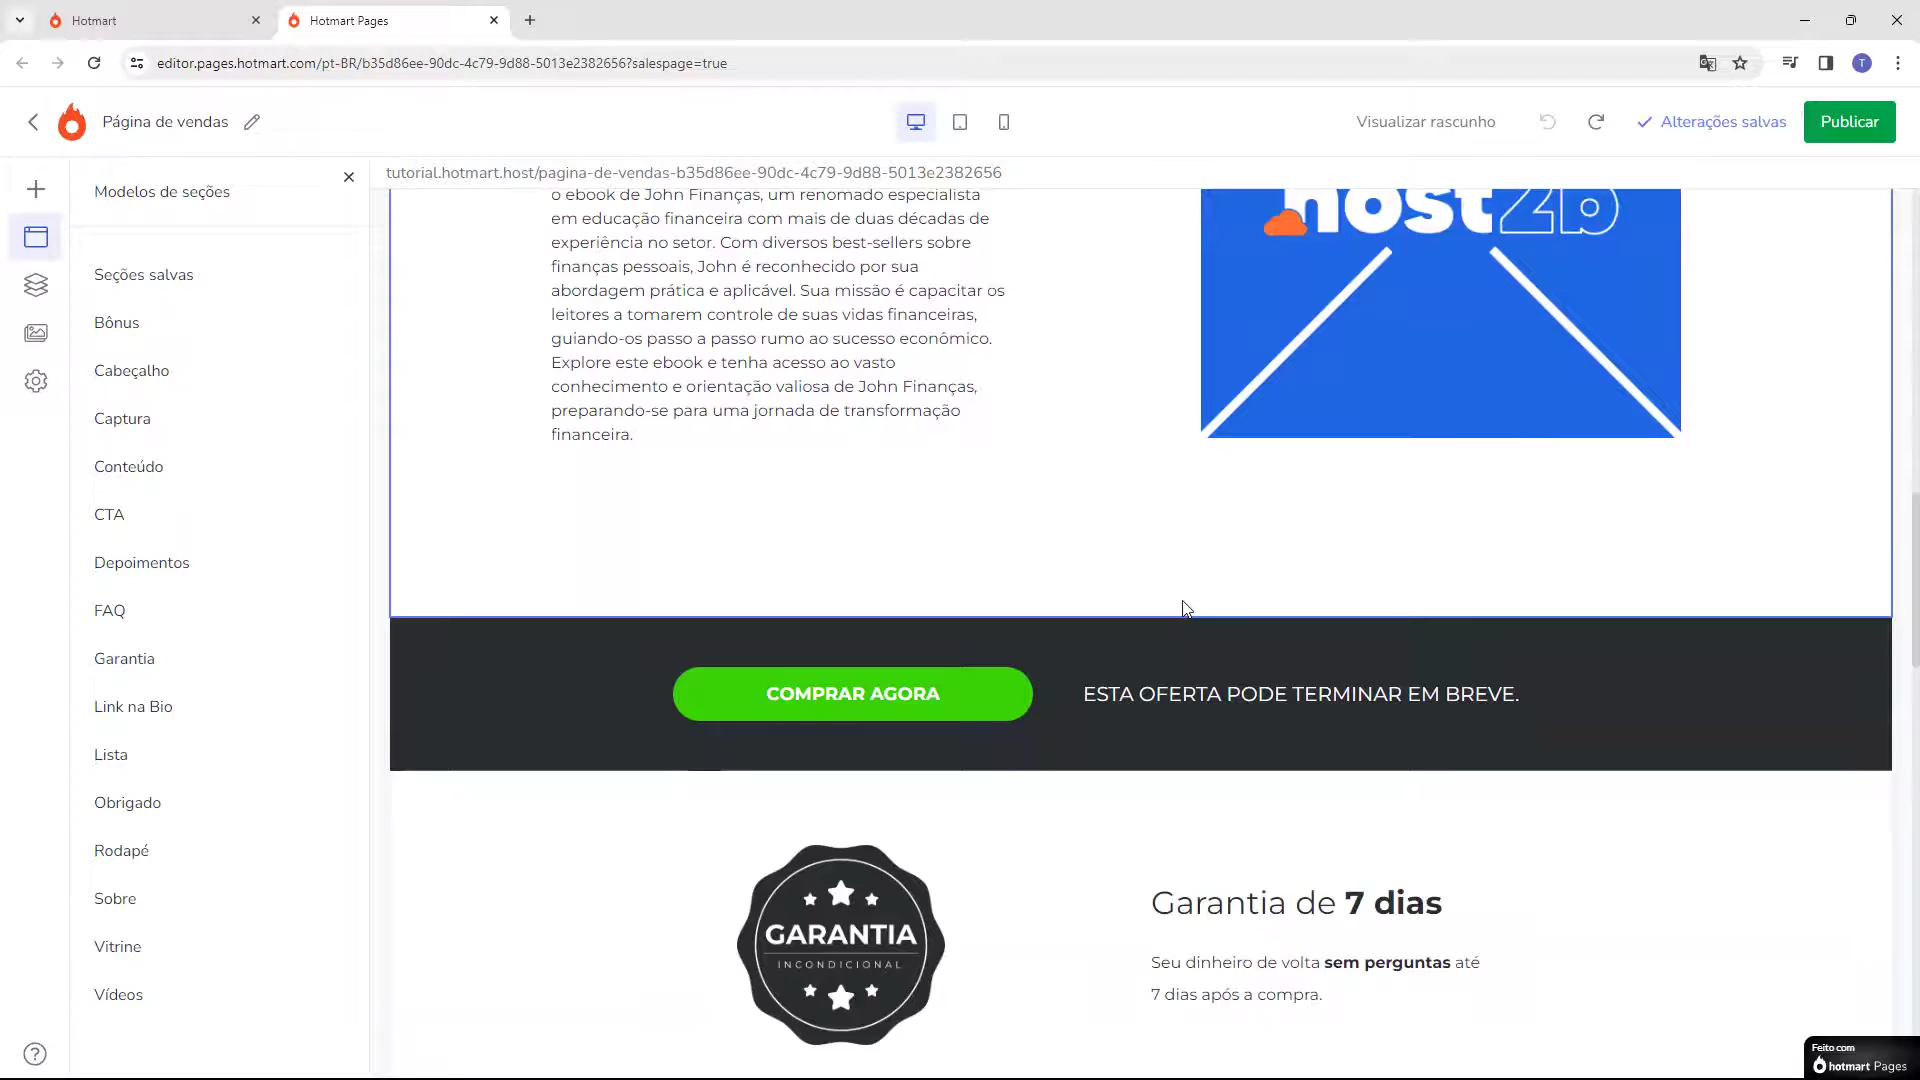 Hotmart
Hotmart Pages
editor.pages.hotmart.com/pt-BR/b35d86ee-90dc-4c79-9d88-5013e2382656?salespage=true
T
Página de vendas
Visualizar rascunho
Alterações salvas
Publicar
Modelos de seções
Seções salvas
Bônus
Cabeçalho
Captura
Conteúdo
CTA
Depoimentos
FAQ
Garantia
Link na Bio
Lista
Obrigado
Rodapé
Sobre
Vitrine
Vídeos
tutorial.hotmart.host/pagina-de-vendas-b35d86ee-90dc-4c79-9d88-5013e2382656
o ebook de John Finanças, um renomado especialista
em educação financeira com mais de duas décadas de
experiência no setor. Com diversos best-sellers sobre
finanças pessoais, John é reconhecido por sua
abordagem prática e aplicável. Sua missão é capacitar os
leitores a tomarem controle de suas vidas financeiras,
guiando-os passo a passo rumo ao sucesso econômico.
Explore este ebook e tenha acesso ao vasto
conhecimento e orientação valiosa de John Finanças,
preparando-se para uma jornada de transformação
financeira.
host2b
COMPRAR AGORA
ESTA OFERTA PODE TERMINAR EM BREVE.
GARANTIA
INCONDICIONAL
Garantia de 7 dias
Seu dinheiro de volta sem perguntas até
7 dias após a compra.
Feito com
hotmart Pages